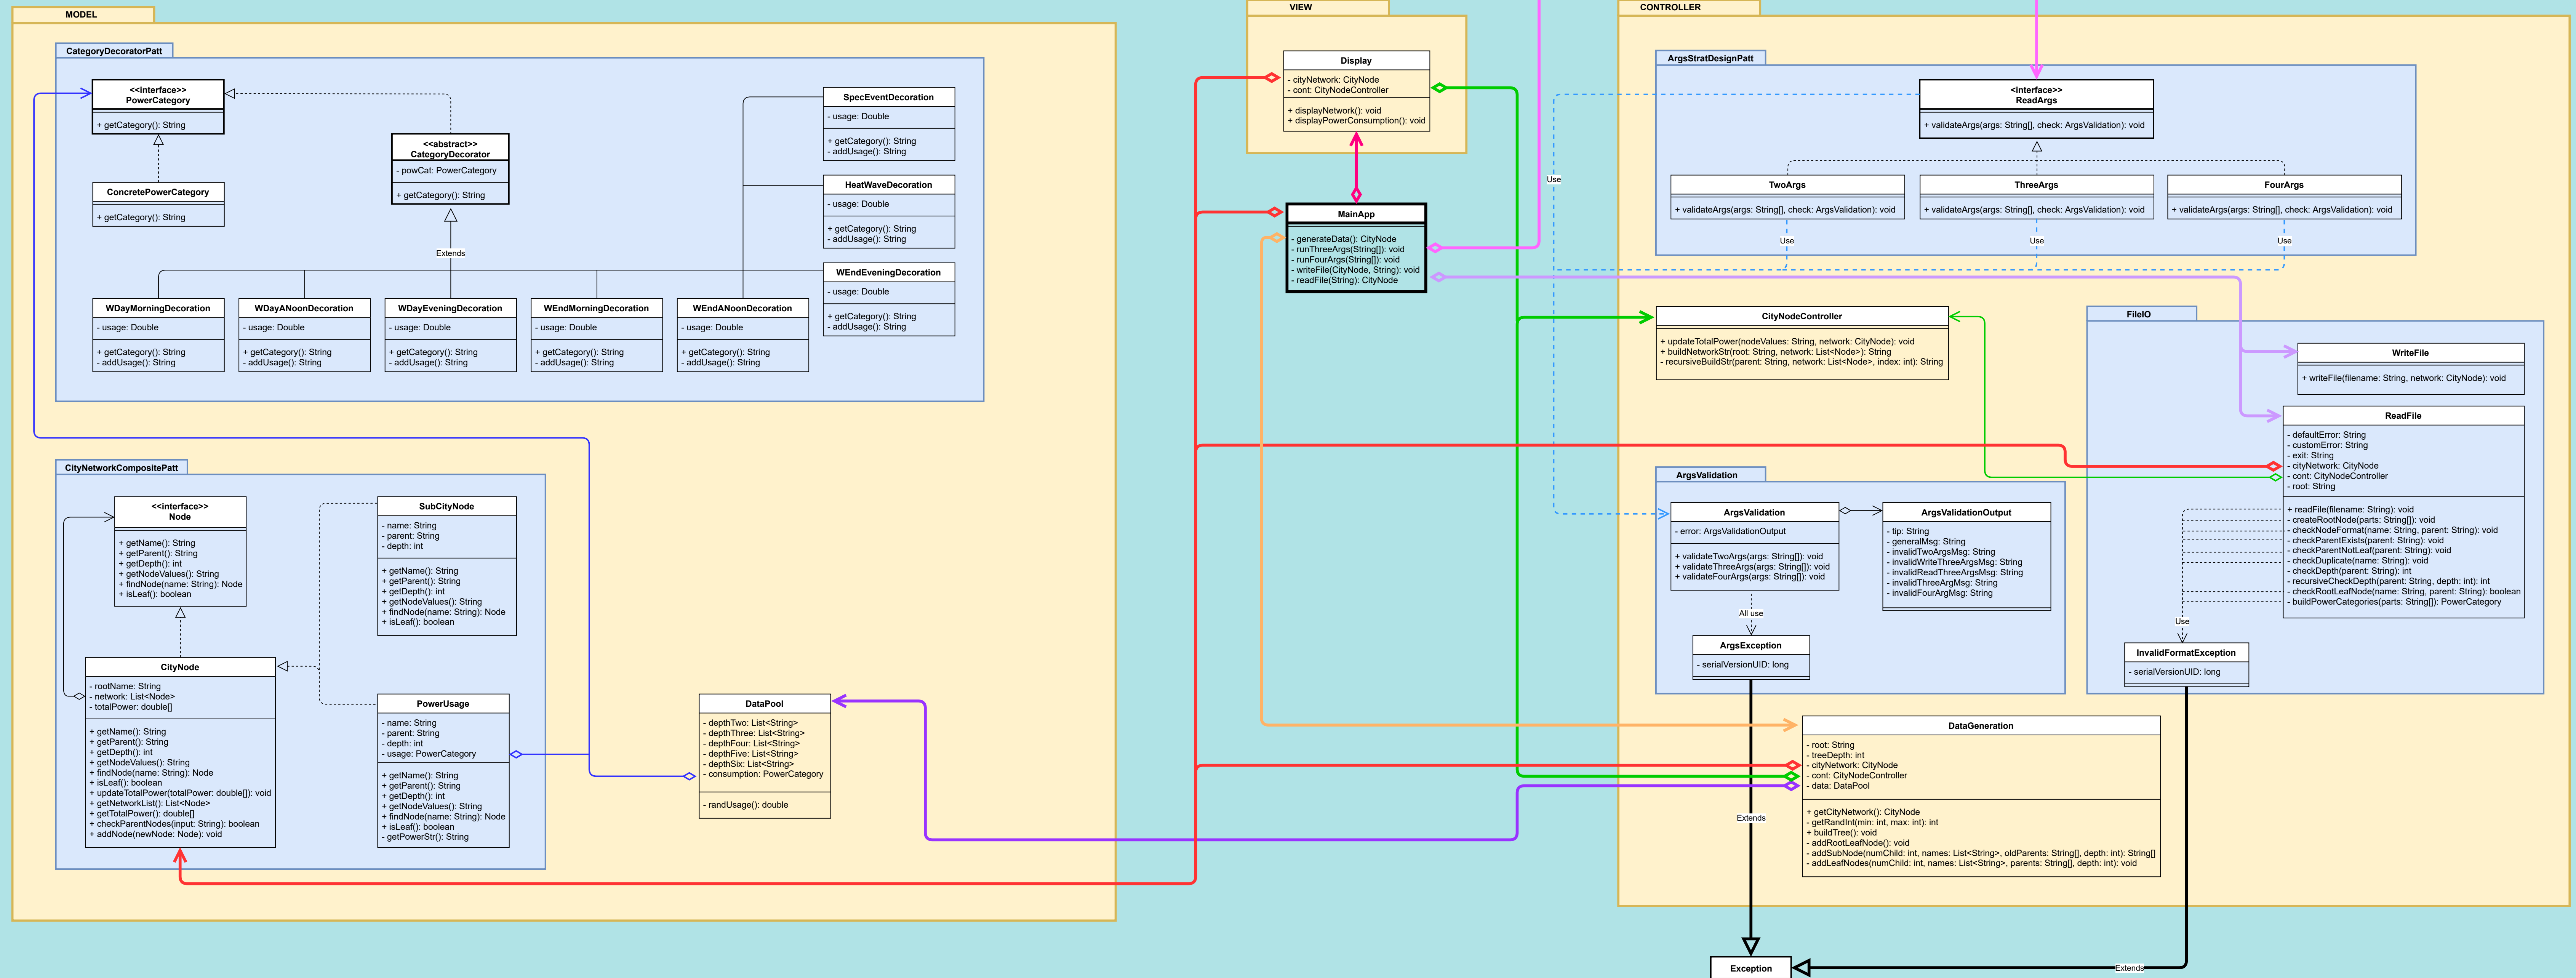 MODEL
CategoryDecoratorPatt
<<interface>>
PowerCategory
+ getCategory(): String
ConcretePowerCategory
+ getCategory(): String
<<abstract>>
CategoryDecorator
- powCat: PowerCategory
+ getCategory(): String
Extends
SpecEventDecoration
- usage: Double
+ getCategory(): String
- addUsage(): String
HeatWaveDecoration
- usage: Double
+ getCategory(): String
- addUsage(): String
WEndEveningDecoration
- usage: Double
+ getCategory(): String
- addUsage(): String
WDayMorningDecoration
- usage: Double
+ getCategory(): String
- addUsage(): String
WDayANoonDecoration
- usage: Double
+ getCategory(): String
- addUsage(): String
WDayEveningDecoration
- usage: Double
+ getCategory(): String
- addUsage(): String
WEndMorningDecoration
- usage: Double
+ getCategory(): String
- addUsage(): String
WEndANoonDecoration
- usage: Double
+ getCategory(): String
- addUsage(): String
CityNetworkCompositePatt
<<interface>>
Node
+ getName(): String
+ getParent(): String
+ getDepth(): int
+ getNodeValues(): String
+ findNode(name: String): Node
+ isLeaf(): boolean
SubCityNode
- name: String
- parent: String
- depth: int
+ getName(): String
+ getParent(): String
+ getDepth(): int
+ getNodeValues(): String
+ findNode(name: String): Node
+ isLeaf(): boolean
CityNode
- rootName: String
- network: List<Node>
- totalPower: double[]
+ getName(): String
+ getParent(): String
+ getDepth(): int
+ getNodeValues(): String
+ findNode(name: String): Node
+ isLeaf(): boolean
+ updateTotalPower(totalPower: double[]): void
+ getNetworkList(): List<Node>
+ getTotalPower(): double[]
+ checkParentNodes(input: String): boolean
+ addNode(newNode: Node): void
PowerUsage
- name: String
- parent: String
- depth: int
- usage: PowerCategory
+ getName(): String
+ getParent(): String
+ getDepth(): int
+ getNodeValues(): String
+ findNode(name: String): Node
+ isLeaf(): boolean
- getPowerStr(): String
DataPool
- depthTwo: List<String>
- depthThree: List<String>
- depthFour: List<String>
- depthFive: List<String>
- depthSix: List<String>
- consumption: PowerCategory
- randUsage(): double
VIEW
Display
- cityNetwork: CityNode
- cont: CityNodeController
+ displayNetwork(): void
+ displayPowerConsumption(): void
MainApp
- generateData(): CityNode
- runThreeArgs(String[]): void
- runFourArgs(String[]): void
- writeFile(CityNode, String): void
- readFile(String): CityNode
CONTROLLER
ArgsStratDesignPatt
<interface>>
ReadArgs
+ validateArgs(args: String[], check: ArgsValidation): void
Use
TwoArgs
+ validateArgs(args: String[], check: ArgsValidation): void
ThreeArgs
+ validateArgs(args: String[], check: ArgsValidation): void
FourArgs
+ validateArgs(args: String[], check: ArgsValidation): void
Use
Use
Use
CityNodeController
+ updateTotalPower(nodeValues: String, network: CityNode): void
+ buildNetworkStr(root: String, network: List<Node>): String
- recursiveBuildStr(parent: String, network: List<Node>, index: int): String
FileIO
WriteFile
+ writeFile(filename: String, network: CityNode): void
ReadFile
- defaultError: String
- customError: String
- exit: String
- cityNetwork: CityNode
- cont: CityNodeController
- root: String
+ readFile(filename: String): void
- createRootNode(parts: String[]): void
- checkNodeFormat(name: String, parent: String): void
- checkParentExists(parent: String): void
- checkParentNotLeaf(parent: String): void
- checkDuplicate(name: String): void
- checkDepth(parent: String): int
- recursiveCheckDepth(parent: String, depth: int): int
- checkRootLeafNode(name: String, parent: String): boolean
- buildPowerCategories(parts: String[]): PowerCategory
Use
InvalidFormatException
- serialVersionUID: long
ArgsValidation
ArgsValidation
- error: ArgsValidationOutput
+ validateTwoArgs(args: String[]): void
+ validateThreeArgs(args: String[]): void
+ validateFourArgs(args: String[]): void
ArgsValidationOutput
- tip: String
- generalMsg: String
- invalidTwoArgsMsg: String
- invalidWriteThreeArgsMsg: String
- invalidReadThreeArgsMsg: String
- invalidThreeArgMsg: String
- invalidFourArgMsg: String
All use
ArgsException
- serialVersionUID: long
DataGeneration
- root: String
- treeDepth: int
- cityNetwork: CityNode
- cont: CityNodeController
- data: DataPool
+ getCityNetwork(): CityNode
- getRandInt(min: int, max: int): int
+ buildTree(): void
- addRootLeafNode(): void
- addSubNode(numChild: int, names: List<String>, oldParents: String[], depth: int): String[]
- addLeafNodes(numChild: int, names: List<String>, parents: String[], depth: int): void
Extends
Exception
Extends